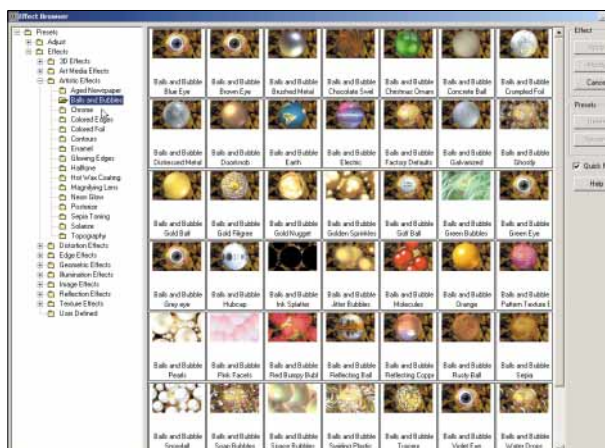 Effect Browser
Presets
Adjust
Effects
3D Effects
Art Media Effects
Artistic Effects
Aged Newspaper
Balls and Bubbles
Chrome
Colored Edges
Colored Foil
Contours
Enamel
Glowing Edges
Halftone
Hot Wax Coating
Magnifying Lens
Neon Glow
Posterize
Sepia Toning
Solarize
Topography
Distortion Effects
Edge Effects
Geometric Effects
Illumination Effects
Image Effects
Reflection Effects
Texture Effects
User Defined
Balls and Bubble Blue Eye
Balls and Bubble Brown Eye
Balls and Bubble Brushed Metal
Balls and Bubble Chocolate Swirl
Balls and Bubble Christmas Ornam
Balls and Bubble Concrete Ball
Balls and Bubble Crumpled Foil
Balls and Bubble Distressed Metal
Balls and Bubble Doorknob
Balls and Bubble Earth
Balls and Bubble Electric
Balls and Bubble Factory Defaults
Balls and Bubble Galvanized
Balls and Bubble Ghostly
Balls and Bubble Gold Ball
Balls and Bubble Gold Filigree
Balls and Bubble Gold Nugget
Balls and Bubble Golden Sprinkles
Balls and Bubble Golf Ball
Balls and Bubble Green Bubbles
Balls and Bubble Green Eye
Balls and Bubble Grey eye
Balls and Bubble Hubcap
Balls and Bubble Ink Splatter
Balls and Bubble Jitter Bubbles
Balls and Bubble Molecules
Balls and Bubble Orange
Balls and Bubble Pattern Texture E
Balls and Bubble Pearls
Balls and Bubble Pink Facets
Balls and Bubble Red Bumpy Bubl
Balls and Bubble Reflecting Ball
Balls and Bubble Reflecting Coppe
Balls and Bubble Rusty Ball
Balls and Bubble Sepia
Balls and Bubble Snowfall
Balls and Bubble Soap Bubbles
Balls and Bubble Space Bubbles
Balls and Bubble Swirling Plastic
Balls and Bubble
Balls and Bubble Violet Eye
Balls and Bubble Water Drops
Effect
Cance
Presets
Quick
Help